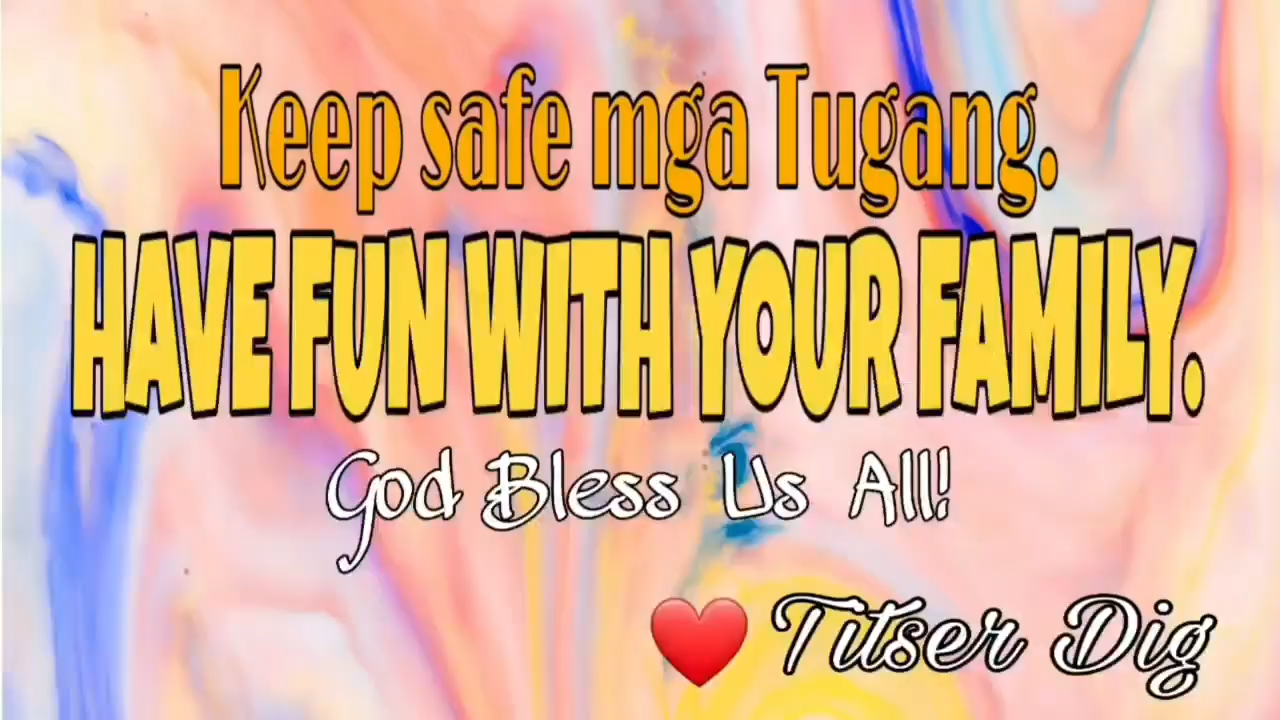 Keep safe mga Tugang.
HAVE FUN WITH YOUR FAMILY.
God Bless Us All!
❤️ Titser Dig